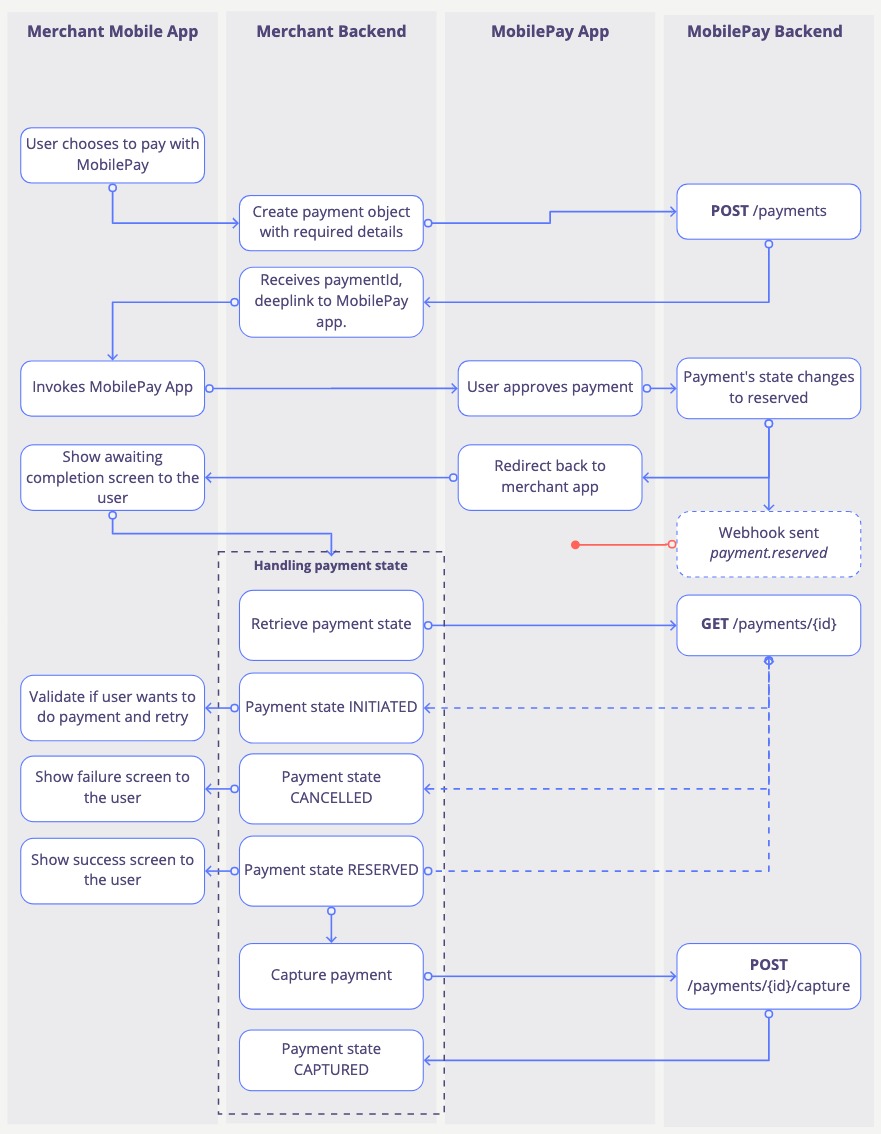 Merchant Mobile App
Merchant Backend
MobilePay App
MobilePay Backend
User chooses to pay with
MobilePay
Create payment object
with required details
POST /payments
Receives paymentId,
deeplink to MobilePay
app.
Invokes MobilePay App
User approves payment
Payment's state changes
to reserved
Show awaiting
completion screen to the
user
Redirect back to
merchant app
Webhook sent
payment.reserved
Handling payment state
Retrieve payment state
GET /payments/{id}
Validate if user wants to
do payment and retry
Payment state INITIATED
Show failure screen to
the user
Payment state
CANCELLED
Show success screen to
the user
Payment state RESERVED
Capture payment
POST
/payments/{id}/capture
Payment state
CAPTURED